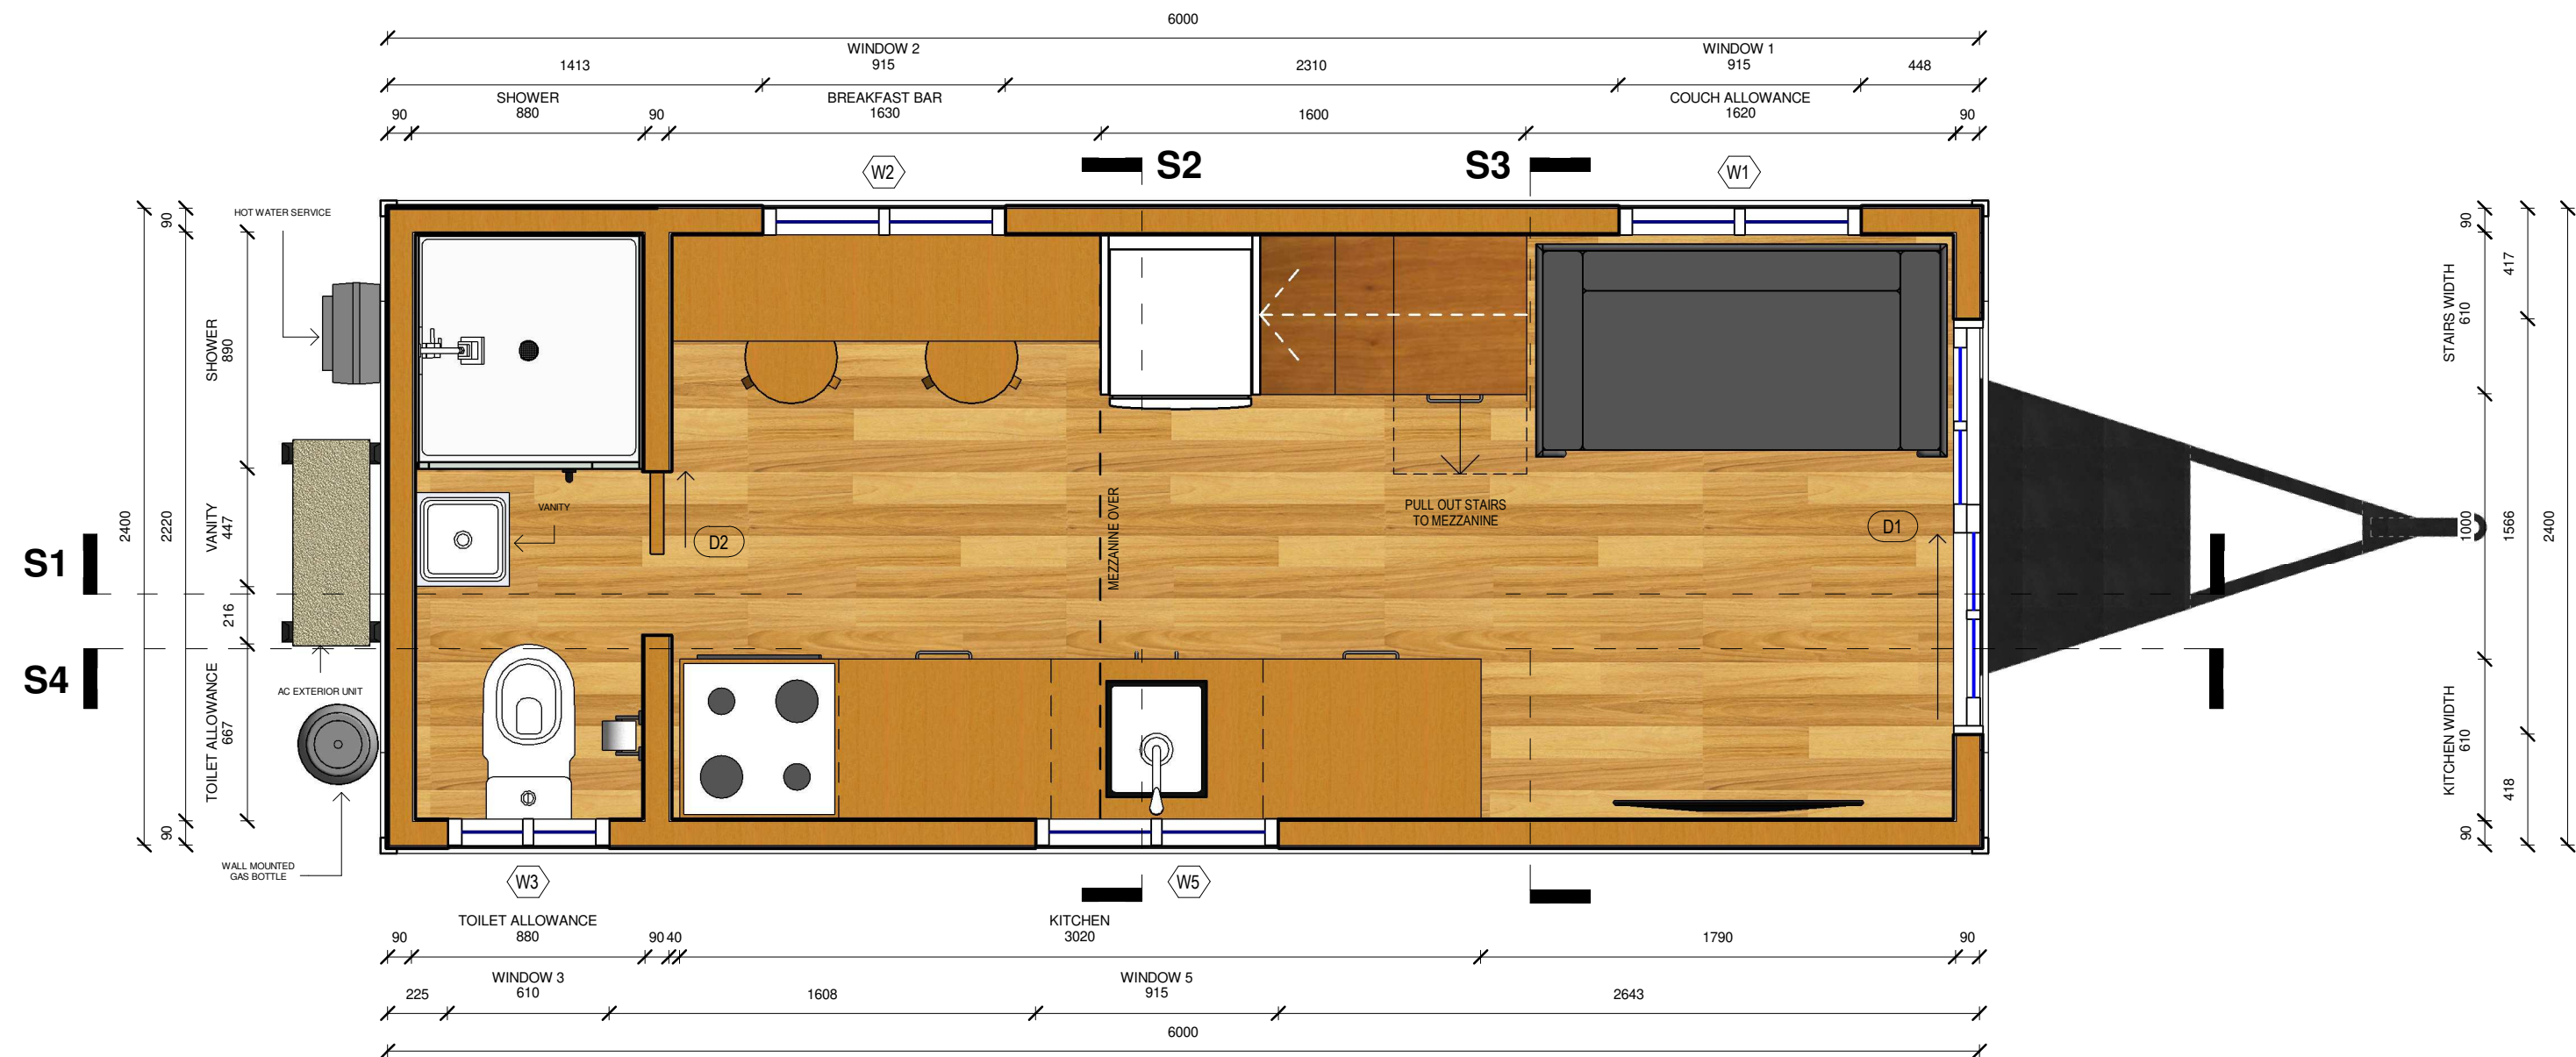 6000
WINDOW 2
WINDOW 1
1413
915
2310
915
448
SHOWER
BREAKFAST BAR
COUCH ALLOWANCE
90
880
90
1630
1600
1620
90
W2
S2
S3
W1
HOT WATER SERVICE
2400
90
2220
90
SHOWER
890
VANITY
447
216
TOILET ALLOWANCE
667
S1
S4
AC EXTERIOR UNIT
WALL MOUNTED
GAS BOTTLE
VANITY
D2
MEZZANINE OVER
PULL OUT STAIRS
TO MEZZANINE
D1
90
STAIRS WIDTH
610
1000
KITCHEN WIDTH
610
90
417
1566
418
2400
W3
W5
TOILET ALLOWANCE
KITCHEN
90
880
90
40
3020
1790
90
WINDOW 3
WINDOW 5
225
610
1608
915
2643
6000